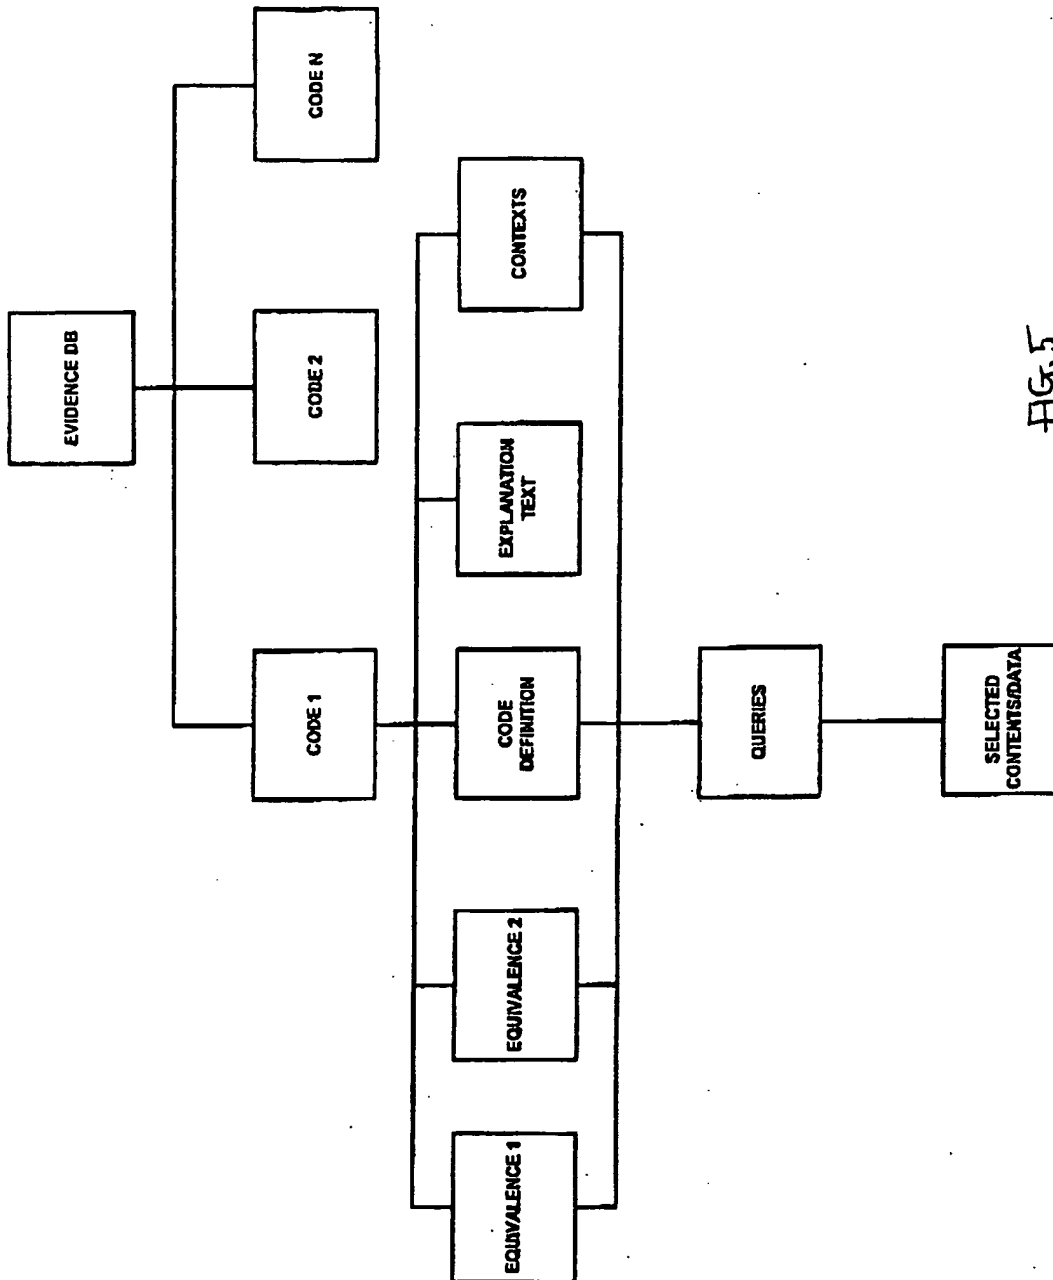 EVIDENCE DB
CODE 1
CODE 2
CODE N
EQUIVALENCE 1
EQUIVALENCE 2
CODE
DEFINITION
EXPLANATION
TEXT
CONTEXTS
QUERIES
SELECTED
CONTENTS/DATA
FIG. 5